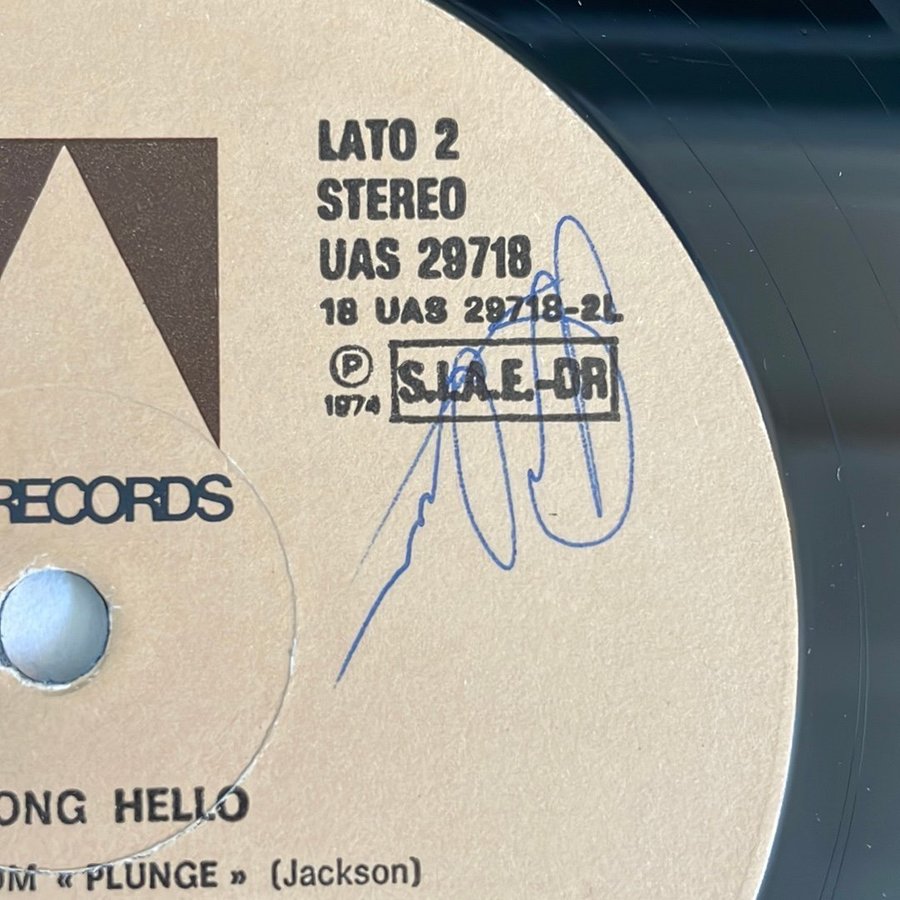 LATO 2
STEREO
UAS 29718
18 UAS 29718-2L
Ⓟ
1974
S.I.A.E.-DR
RECORDS
ONG HELLO
UM « PLUNGE » (Jackson)